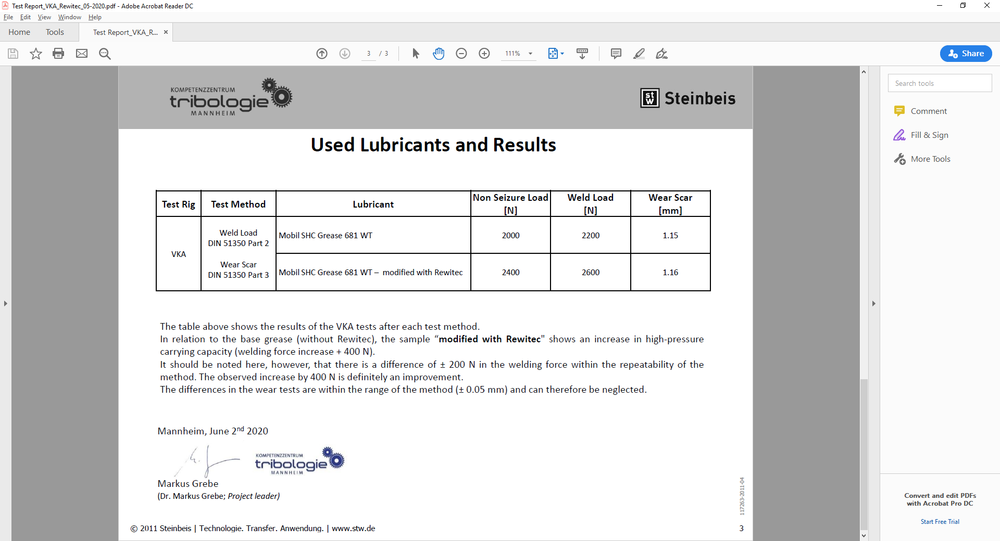 Test Report_VKA_Rewitec_05-2020.pdf - Adobe Acrobat Reader DC
File Edit View Window Help
Home Tools Test Report_VKA_R...
3 / 3 111% Share
KOMPETENZZENTRUM
tribologie
MANNHEIM
stw Steinbeis
Search tools
Comment
Fill & Sign
More Tools
Used Lubricants and Results
Test Rig Test Method Lubricant Non Seizure Load [N] Weld Load [N] Wear Scar [mm]
VKA
Weld Load
DIN 51350 Part 2
Mobil SHC Grease 681 WT 2000 2200 1.15
Wear Scar
DIN 51350 Part 3
Mobil SHC Grease 681 WT – modified with Rewitec 2400 2600 1.16
The table above shows the results of the VKA tests after each test method.
In relation to the base grease (without Rewitec), the sample “modified with Rewitec" shows an increase in high-pressure
carrying capacity (welding force increase + 400 N).
It should be noted here, however, that there is a difference of ± 200 N in the welding force within the repeatability of the
method. The observed increase by 400 N is definitely an improvement.
The differences in the wear tests are within the range of the method (± 0.05 mm) and can therefore be neglected.
Mannheim, June 2nd 2020
KOMPETENZZENTRUM
tribologie
MANNHEIM
Markus Grebe
(Dr. Markus Grebe; Project leader)
117263-2011-04
© 2011 Steinbeis | Technologie. Transfer. Anwendung. | www.stw.de
3
Convert and edit PDFs
with Acrobat Pro DC
Start Free Trial